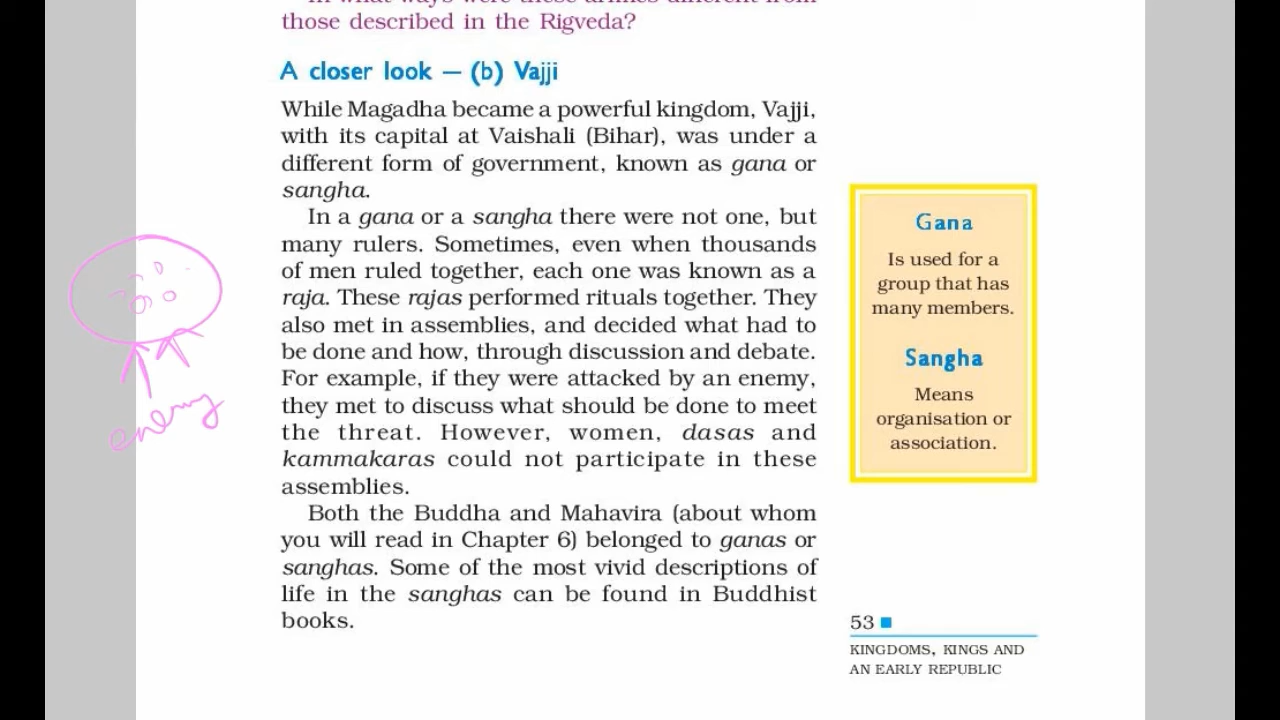 In what ways were these armies different from
those described in the Rigveda?
A closer look — (b) Vajji
While Magadha became a powerful kingdom, Vajji,
with its capital at Vaishali (Bihar), was under a
different form of government, known as gana or
sangha.
In a gana or a sangha there were not one, but
many rulers. Sometimes, even when thousands
of men ruled together, each one was known as a
raja. These rajas performed rituals together. They
also met in assemblies, and decided what had to
be done and how, through discussion and debate.
For example, if they were attacked by an enemy,
they met to discuss what should be done to meet
the threat. However, women, dasas and
kammakaras could not participate in these
assemblies.
Both the Buddha and Mahavira (about whom
you will read in Chapter 6) belonged to ganas or
sanghas. Some of the most vivid descriptions of
life in the sanghas can be found in Buddhist
books.
enemy
Gana
Is used for a
group that has
many members.
Sangha
Means
organisation or
association.
53
KINGDOMS, KINGS AND
AN EARLY REPUBLIC